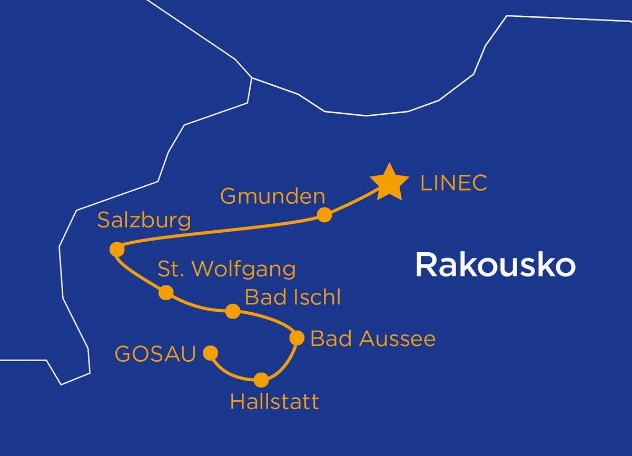 LINEC
Gmunden
Salzburg
Rakousko
St. Wolfgang
Bad Ischl
Bad Aussee
GOSAU
Hallstatt